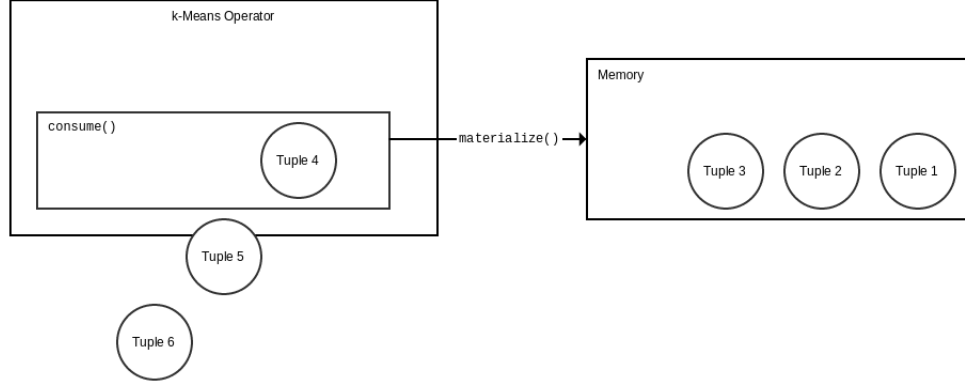 k-Means Operator
Memory
consume()
materialize()
Tuple 4
Tuple 3
Tuple 2
Tuple 1
Tuple 5
Tuple 6